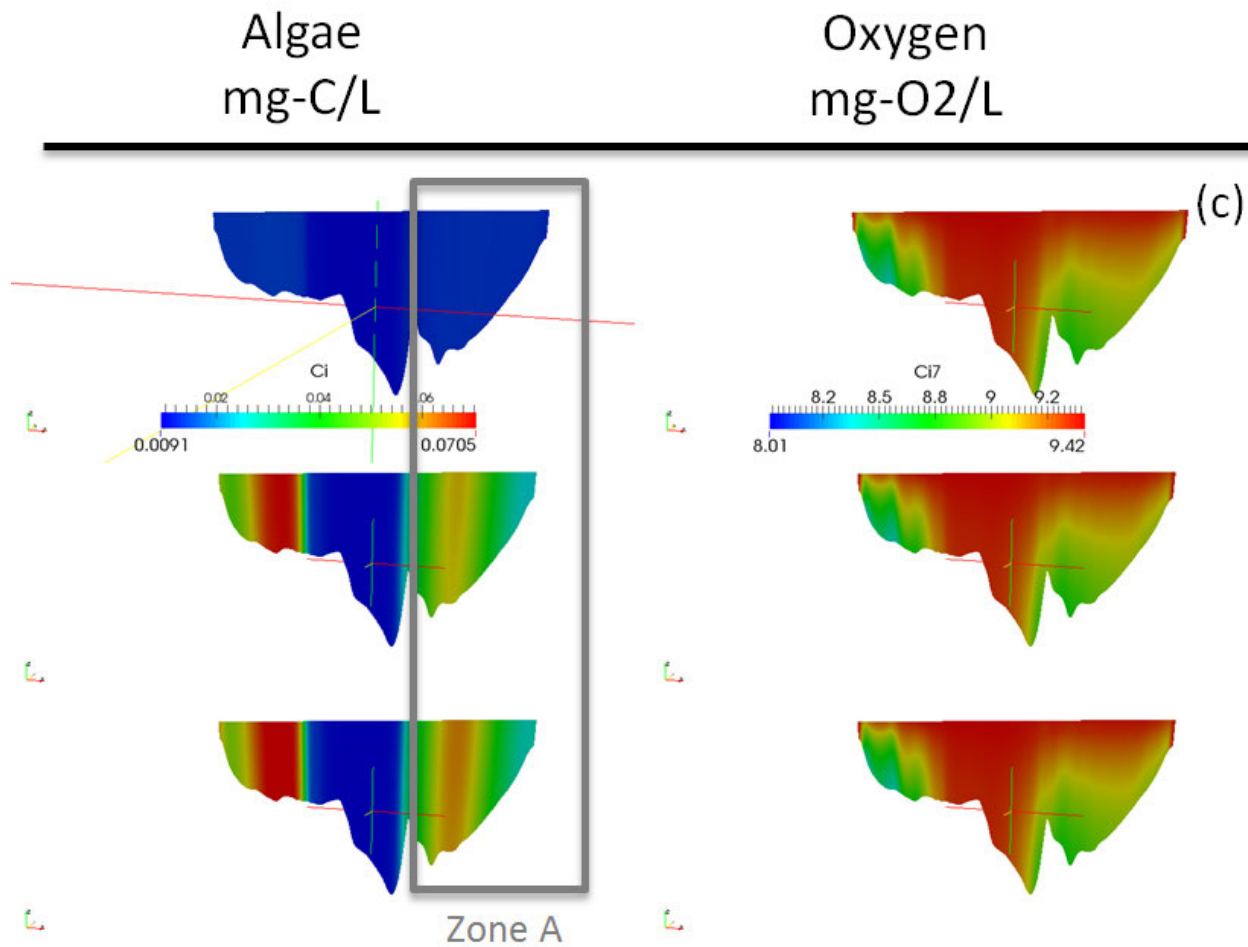 Algae
mg-C/L
Oxygen
mg-O2/L
(c)
Ci
0.02 0.04 .06
0.0091 0.0705
Ci7
8.2 8.5 8.8 9 9.2
8.01 9.42
Zone A